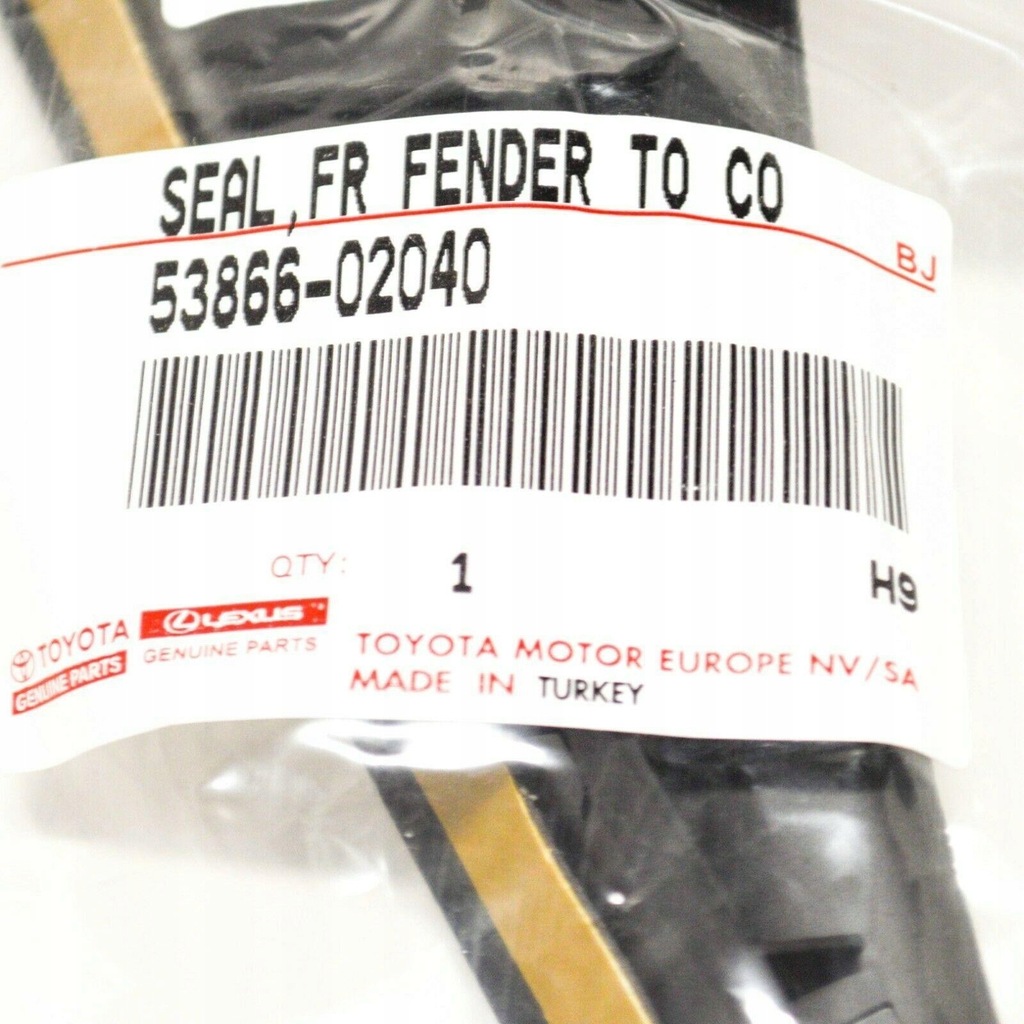 SEAL,FR FENDER TO CO
BJ
53866-02040
QTY: 1 H9
TOYOTA
GENUINE PARTS
LEXUS
GENUINE PARTS
TOYOTA MOTOR EUROPE NV/SA
MADE IN TURKEY